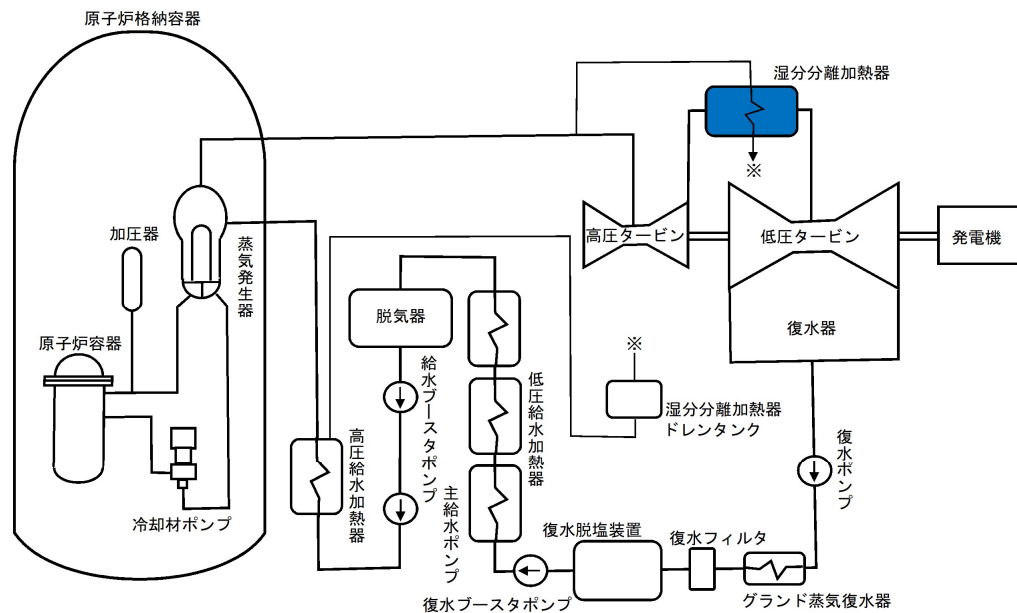 原子炉格納容器
湿分分離加熱器
※
加圧器
蒸気発生器
高圧タービン
低圧タービン
発電機
脱気器
復水器
原子炉容器
給水ブースタポンプ
低圧給水加熱器
※
湿分分離加熱器
ドレンタンク
高圧給水加熱器
主給水ポンプ
復水ポンプ
冷却材ポンプ
復水脱塩装置
復水フィルタ
復水ブースタポンプ
グランド蒸気復水器